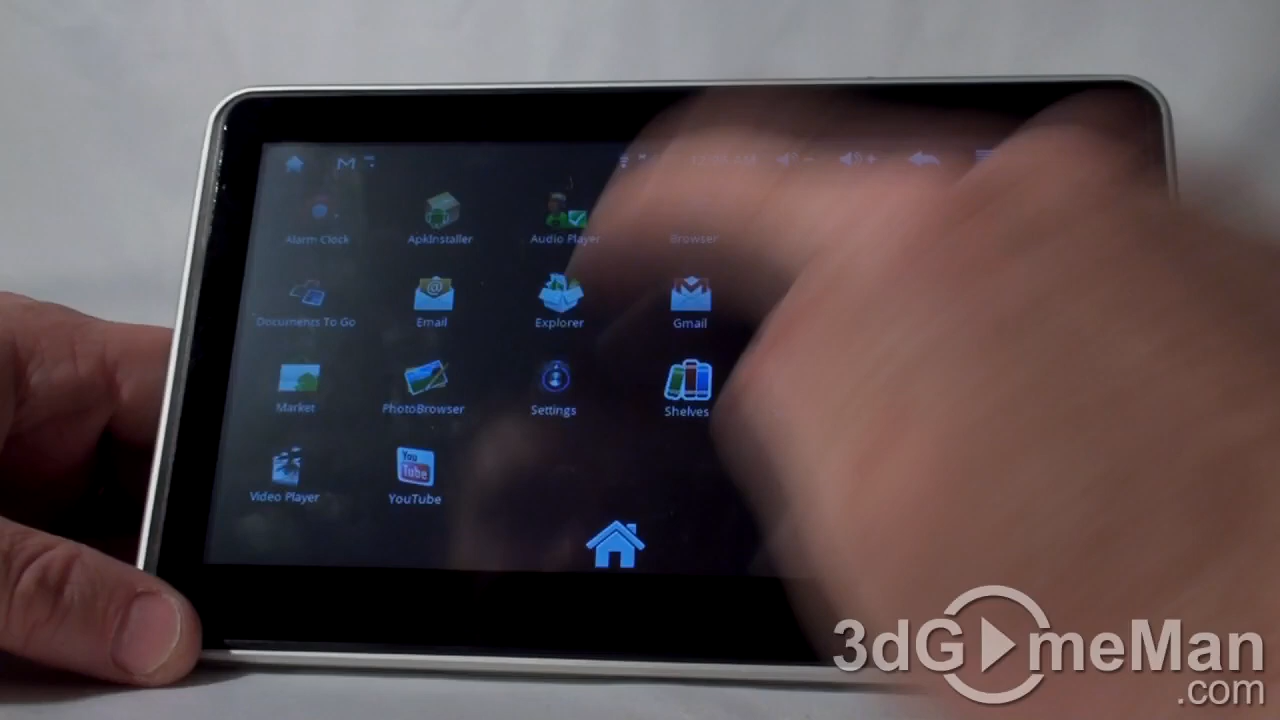 Alarm Clock ApkInstaller Audio Player Browser
Documents To Go Email Explorer Gmail
Market PhotoBrowser Settings Shelves
Video Player You Tube YouTube
3dGameMan
.com